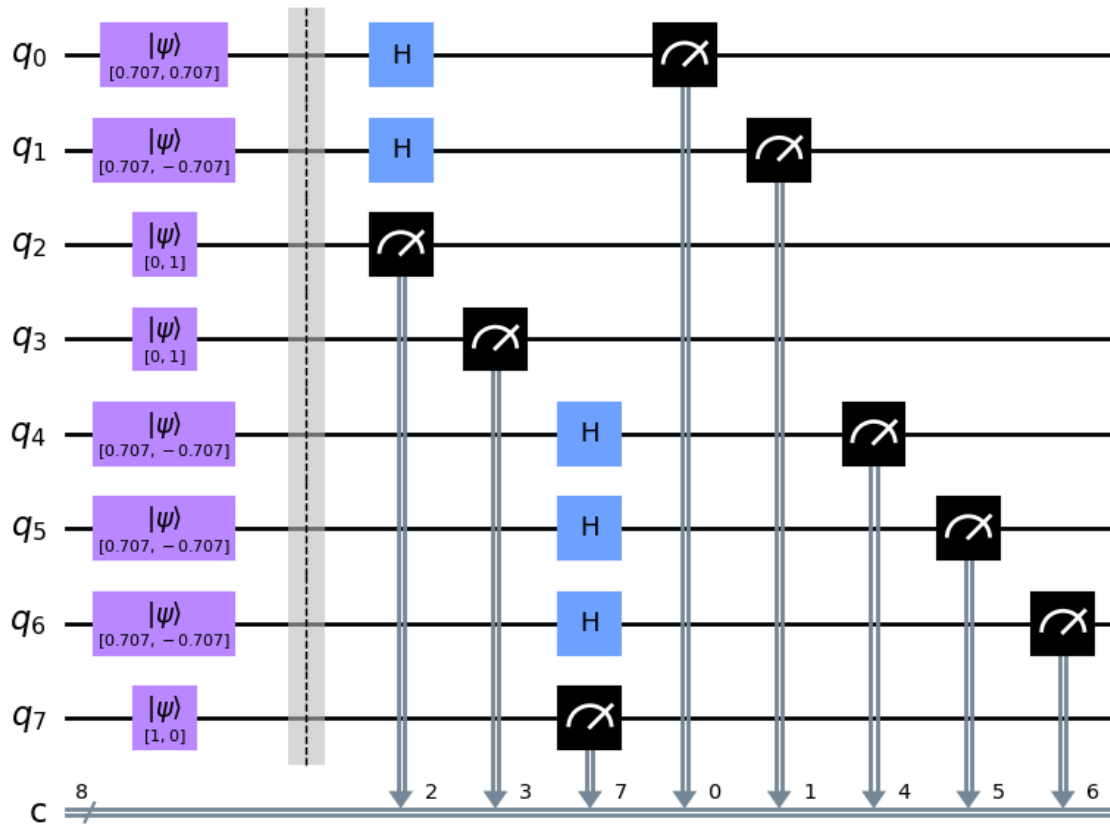 q0 |ψ⟩ [0.707, 0.707] H
q1 |ψ⟩ [0.707, −0.707] H
q2 |ψ⟩ [0, 1]
q3 |ψ⟩ [0, 1]
q4 |ψ⟩ [0.707, −0.707] H
q5 |ψ⟩ [0.707, −0.707] H
q6 |ψ⟩ [0.707, −0.707] H
q7 |ψ⟩ [1, 0]
c 8 2 3 7 0 1 4 5 6